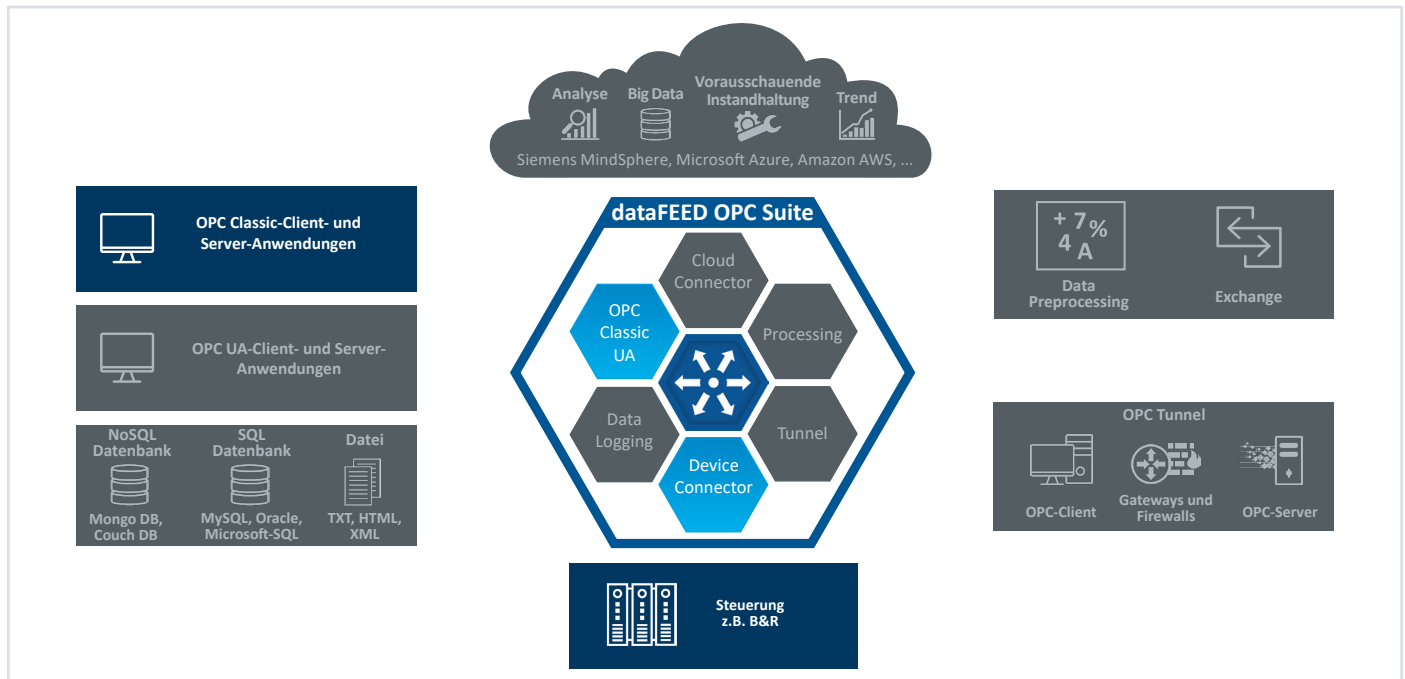 Analyse
Big Data
Vorausschauende
Instandhaltung
Trend
Siemens MindSphere, Microsoft Azure, Amazon AWS, ...
OPC Classic-Client- und
Server-Anwendungen
OPC UA-Client- und Server-
Anwendungen
NoSQL
Datenbank
SQL
Datenbank
Datei
Mongo DB,
Couch DB
MySQL, Oracle,
Microsoft-SQL
TXT, HTML,
XML
dataFEED OPC Suite
Cloud
Connector
OPC
Classic
UA
Processing
Data
Logging
Tunnel
Device
Connector
+ 7%
4 A
Data
Preprocessing
Exchange
OPC Tunnel
OPC-Client
Gateways und
Firewalls
OPC-Server
Steuerung
z.B. B&R